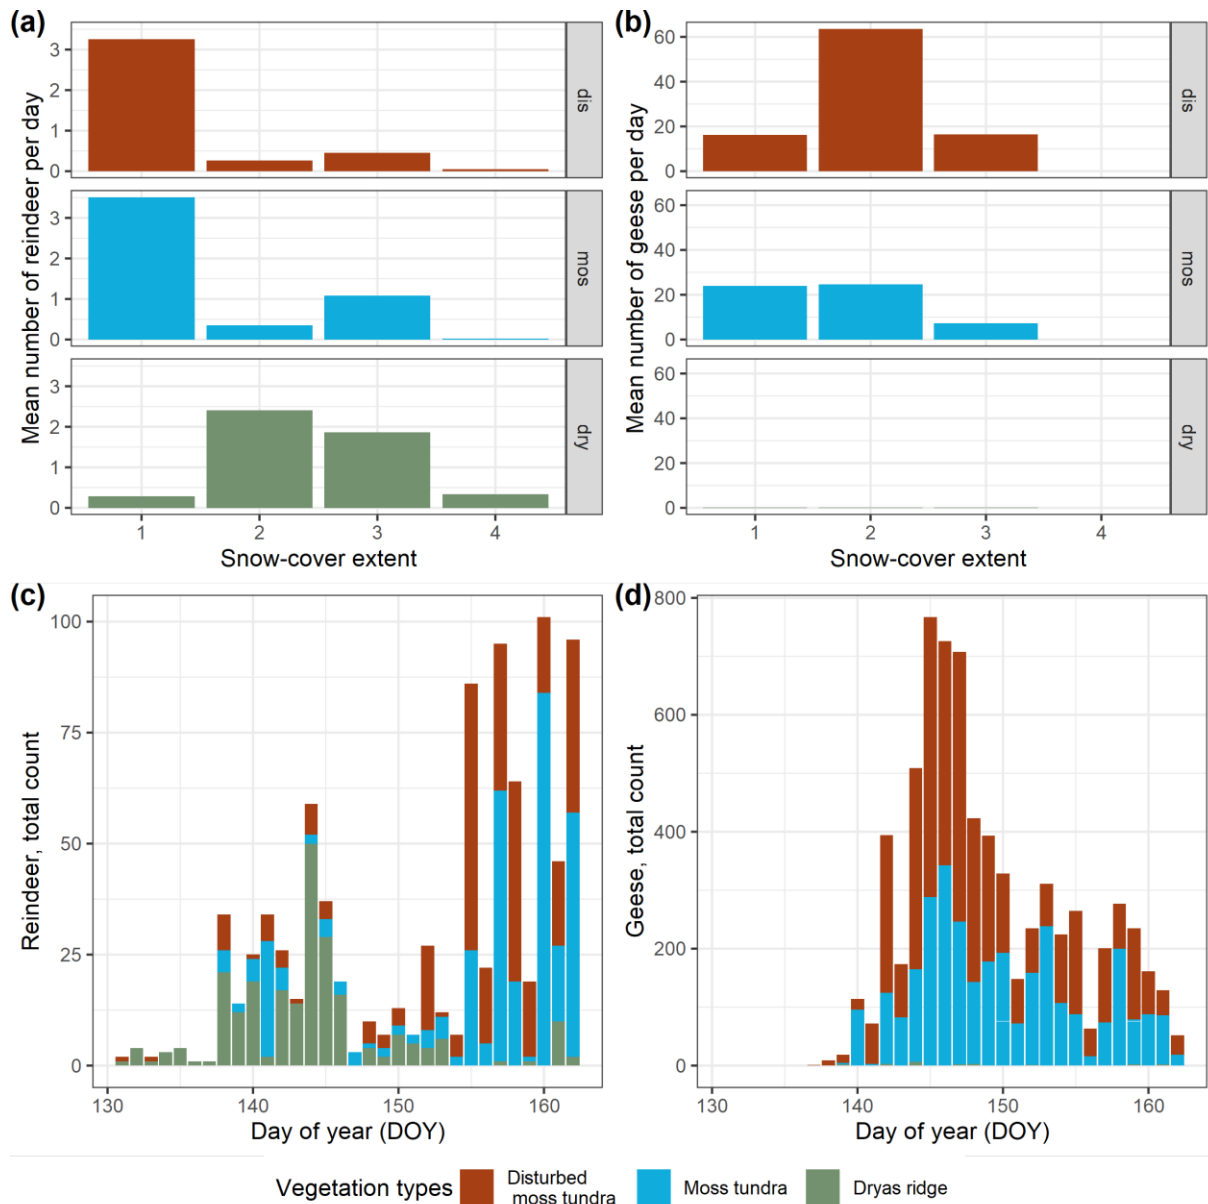 (a)
Mean number of reindeer per day
3
2
1
0
dis
3
2
1
0
mos
3
2
1
0
dry
1 2 3 4
Snow-cover extent
(b)
Mean number of geese per day
60
40
20
0
dis
60
40
20
0
mos
60
40
20
0
dry
1 2 3 4
Snow-cover extent
(c)
Reindeer, total count
100
75
50
25
0
130 140 150 160
Day of year (DOY)
(d)
Geese, total count
800
600
400
200
0
130 140 150 160
Day of year (DOY)
Vegetation types
Disturbed
moss tundra
Moss tundra
Dryas ridge